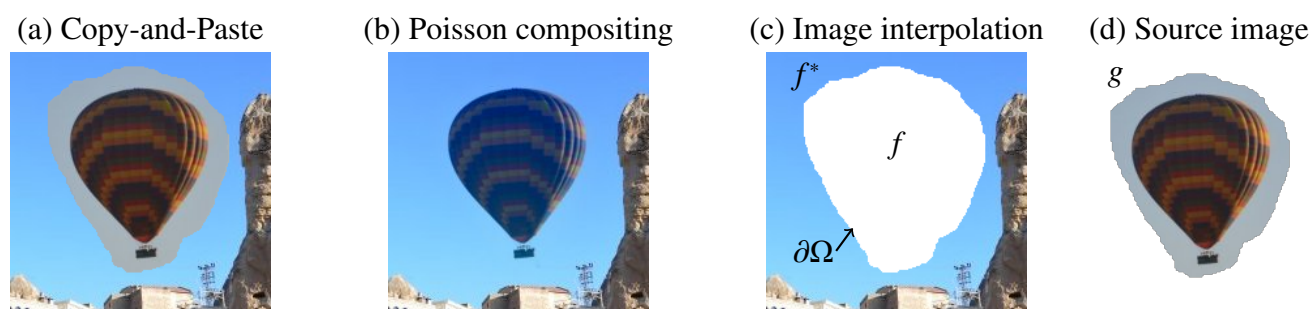 (a) Copy-and-Paste
(b) Poisson compositing
(c) Image interpolation
(d) Source image
f*
g
f
∂Ω